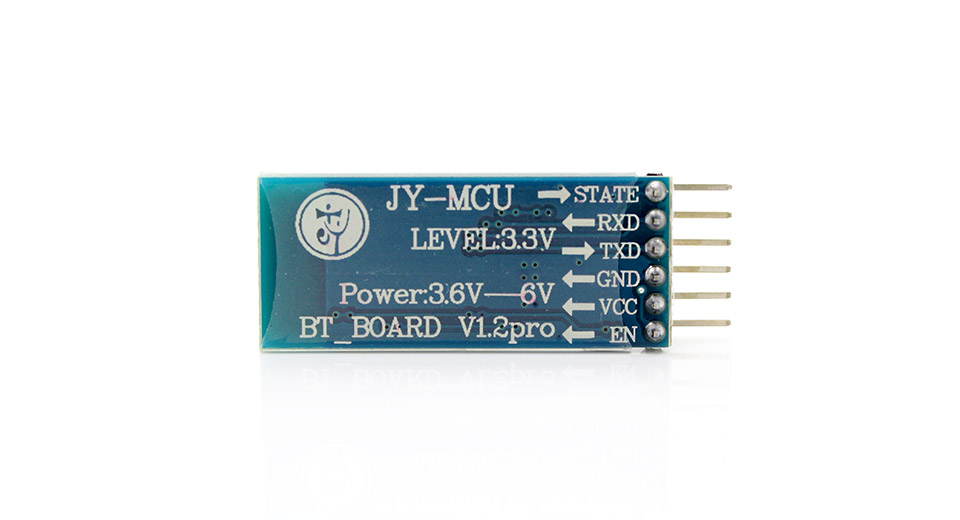 JY-MCU → STATE
← RXD
LEVEL:3.3V
→ TXD
← GND
Power:3.6V—6V
← VCC
BT_BOARD V1.2pro ← EN